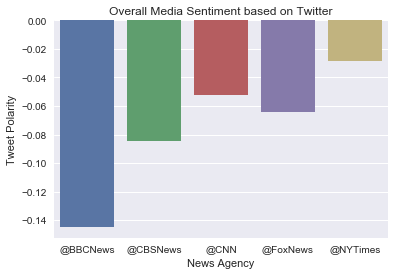 Overall Media Sentiment based on Twitter
0.00
−0.02
−0.04
−0.06
−0.08
−0.10
−0.12
−0.14
Tweet Polarity
@BBCNews @CBSNews @CNN @FoxNews @NYTimes
News Agency